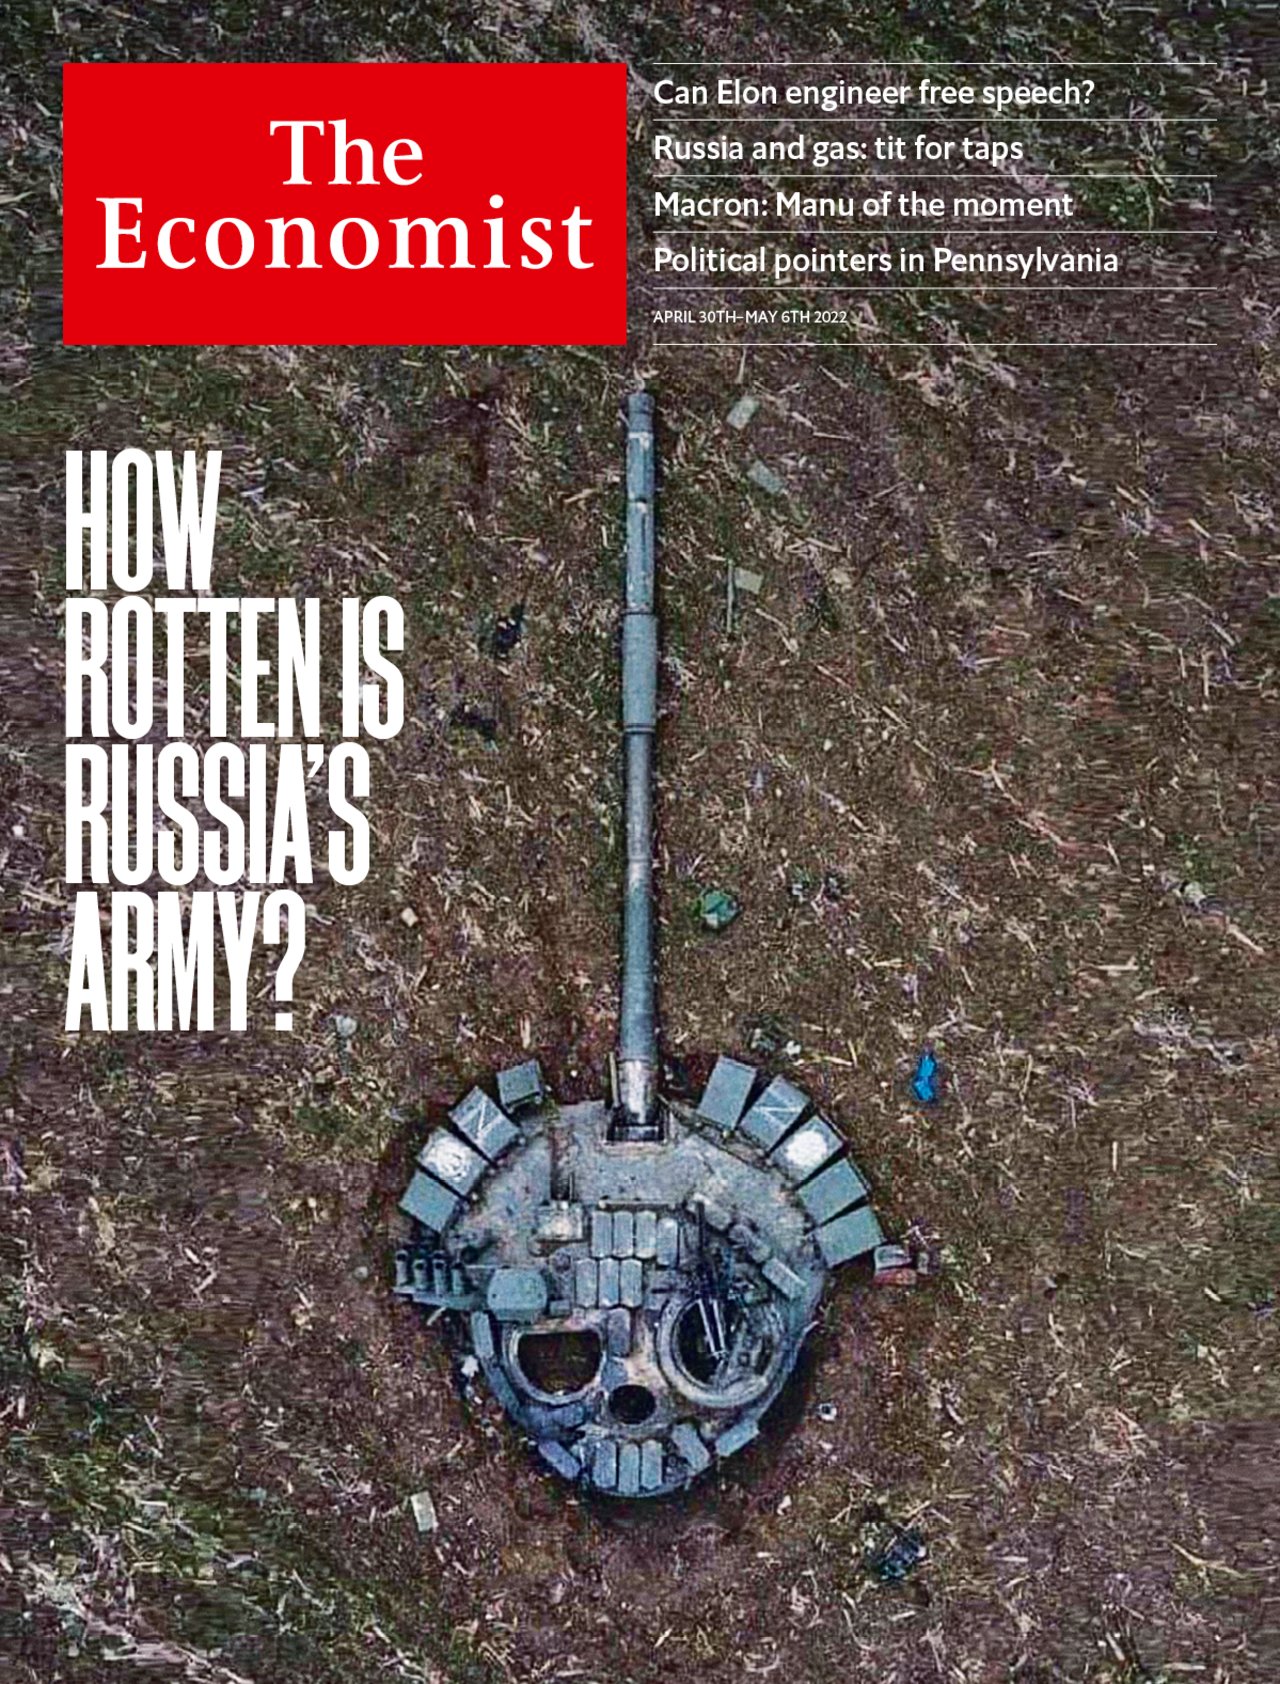 The
Economist
Can Elon engineer free speech?
Russia and gas: tit for taps
Macron: Manu of the moment
Political pointers in Pennsylvania
APRIL 30TH–MAY 6TH 2022
HOW
ROTTEN IS
RUSSIA'S
ARMY?